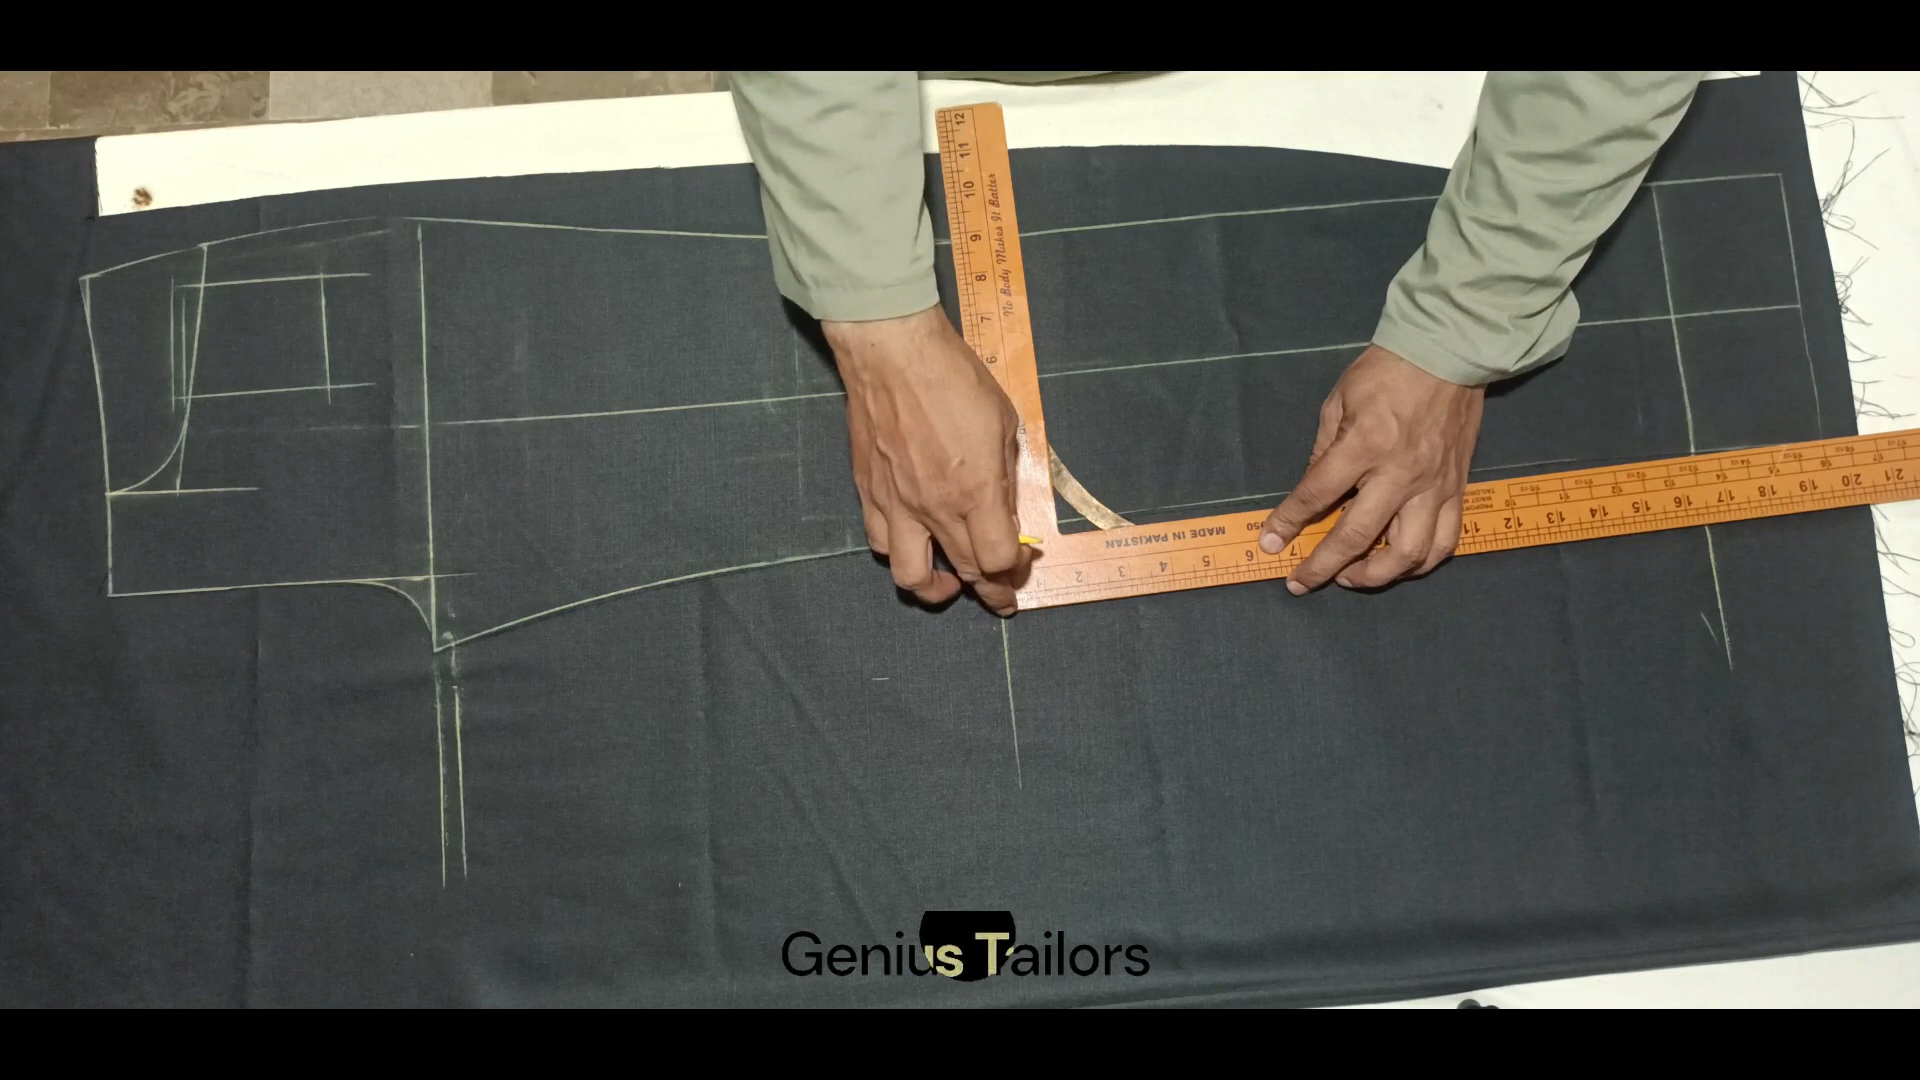 12
11
10
9
8
7
6
No Body Makes It Batter
MADE IN PAKISTAN
1 2 3 4 5 6 7 11 12 13 14 15 16 17 18 19 20 21
Genius Tailors